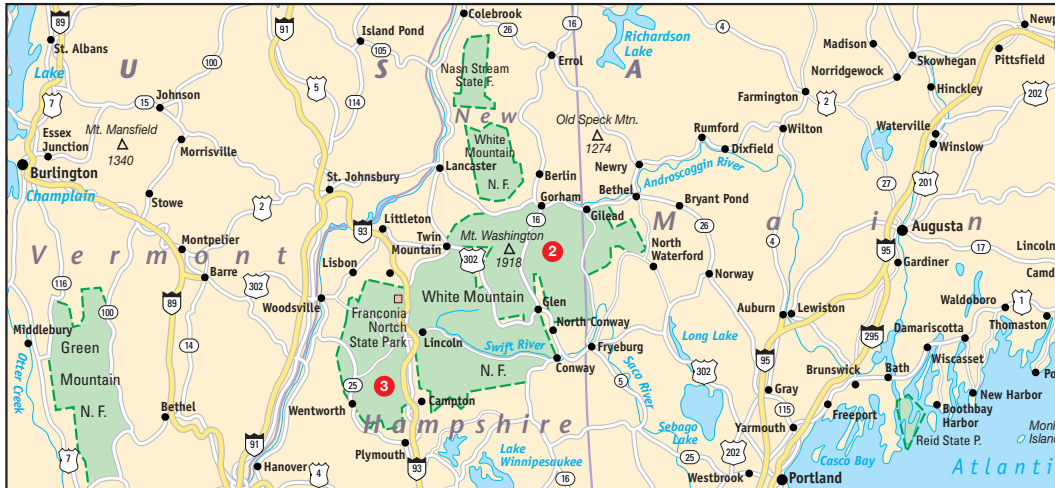 89
91
Island Pond
Colebrook
16
26
4
Newp
St. Albans
105
Richardson
Lake
Madison
Skowhegan
Pittsfield
Lake
U
S
A
100
Errol
Norridgewock
5
Nash Stream
State F.
Hinckley
202
7
15
Johnson
114
3
16
Farmington
2
New
Old Speck Mtn.
1274
Essex
Junction
Mt. Mansfield
1340
Morrisville
White
Mountain
N. F.
Rumford
Dixfield
Wilton
Waterville
Winslow
Burlington
Lancaster
Berlin
Newry
Androscoggin River
Champlain
Stowe
St. Johnsbury
Bethel
27
201
2
Gorham
Gilead
Bryant Pond
Littleton
16
Maine
Augusta
93
Twin
Mountain
Mt. Washington
1918
2
26
4
Montpelier
302
North
Waterford
95
17
Vermont
Lisbon
Gardiner
Lincoln
Camd
116
Barre
302
Norway
89
Woodsville
White Mountain
Glen
Auburn
Lewiston
Waldoboro
1
100
Franconia
Nortch
State Park
North Conway
Long Lake
Damariscotta
Thomaston
Middlebury
14
Lincoln
Swift River
Fryeburg
295
Wiscasset
Green
Mountain
N. F.
N. F.
Conway
Saco River
302
95
Brunswick
Bath
Po
Otter Creek
25
3
5
Gray
New Harbor
Bethel
Wentworth
Campton
115
Freeport
Boothbay
Harbor
Hampshire
Sebago
Lake
Yarmouth
Reid State P.
Monh
Island
7
91
Plymouth
202
Casco Bay
Hanover
4
93
Lake
Winnipesaukee
16
25
Westbrook
Portland
Atlanti